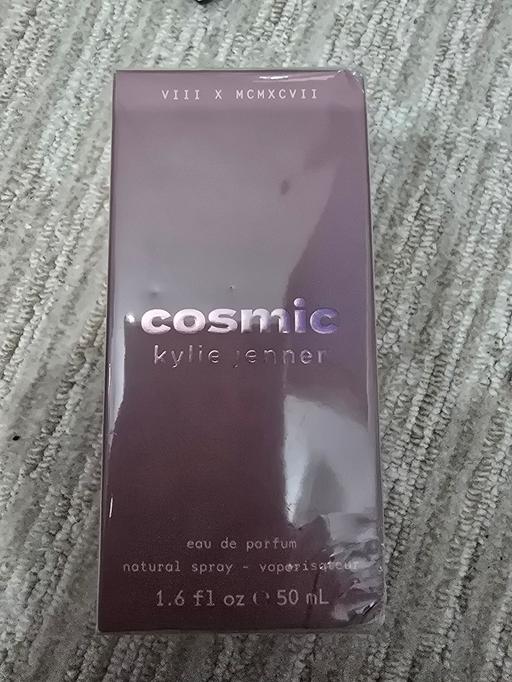 VIII X MCMXCVII
cosmic
kylie jenner
eau de parfum
natural spray - vaporisateur
1.6 fl oz ℮ 50 mL